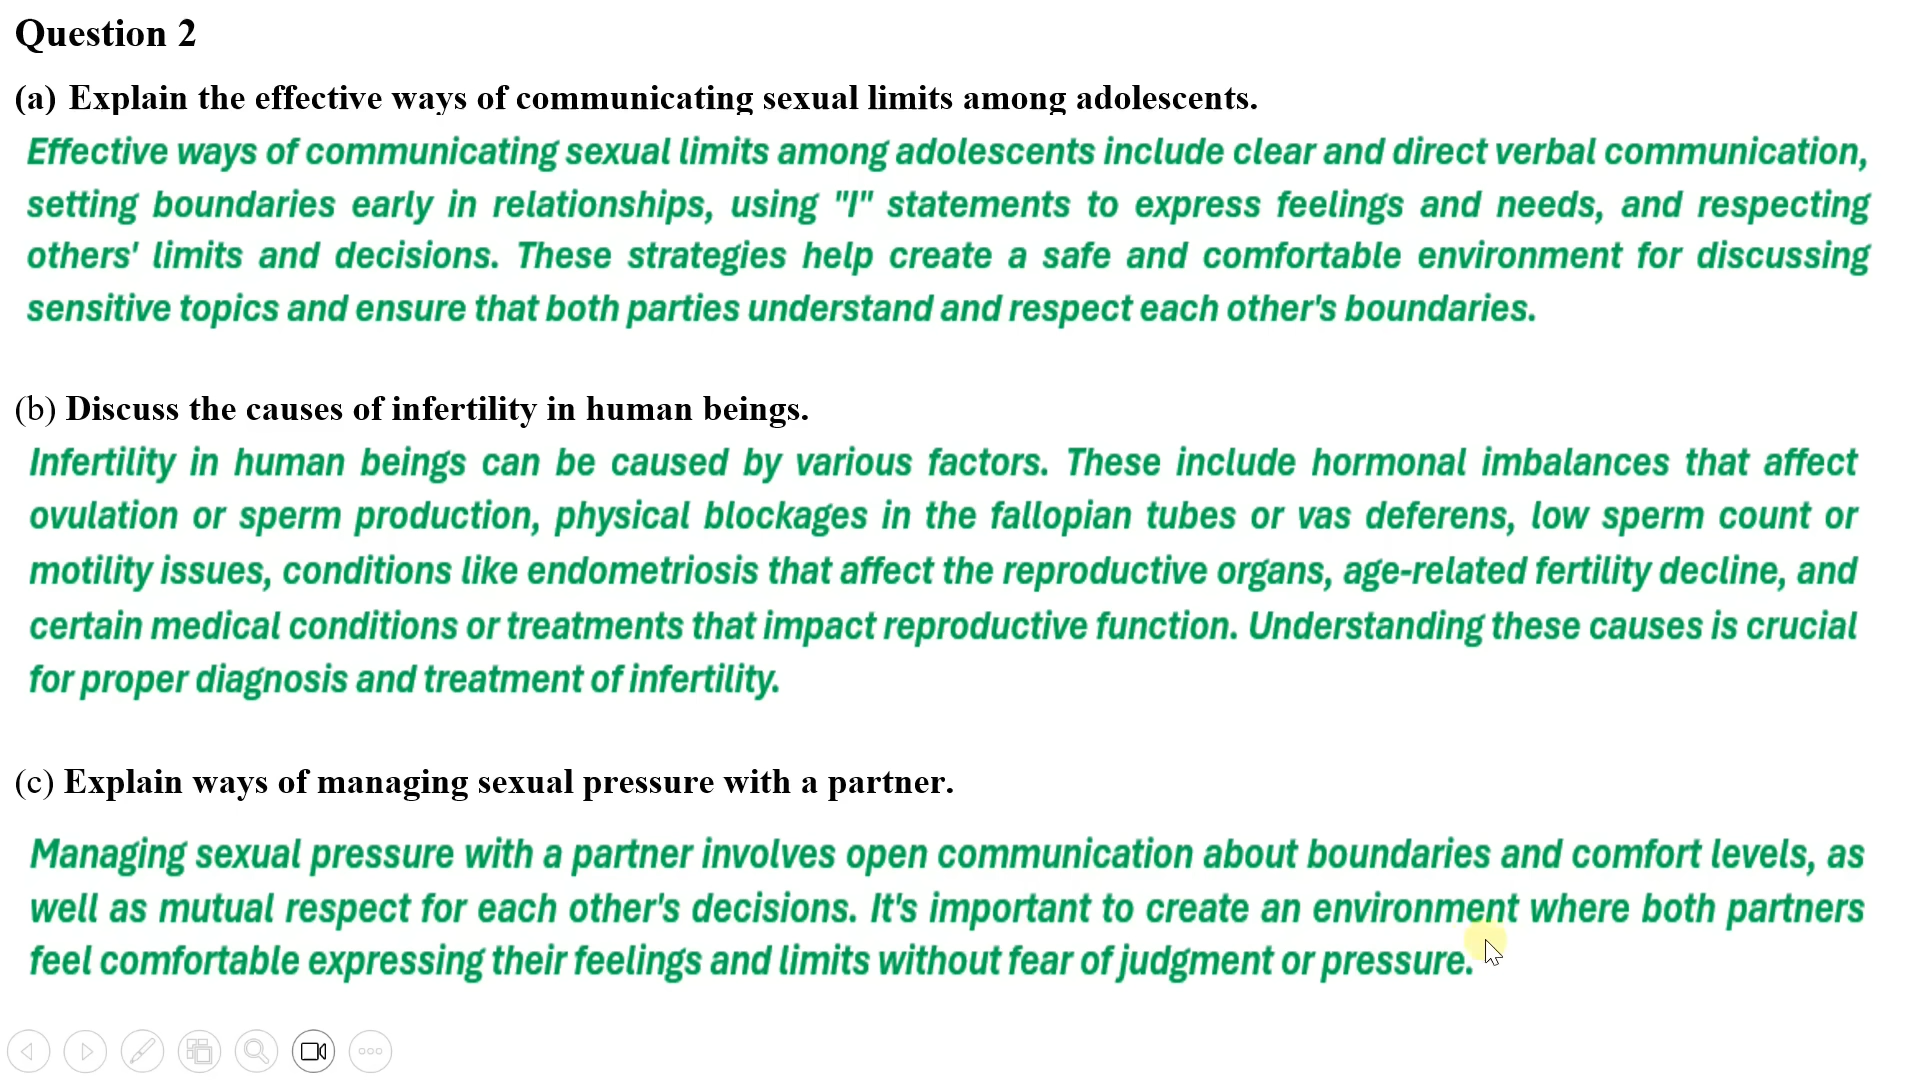 Question 2
(a) Explain the effective ways of communicating sexual limits among adolescents.
Effective ways of communicating sexual limits among adolescents include clear and direct verbal communication,
setting boundaries early in relationships, using "I" statements to express feelings and needs, and respecting
others' limits and decisions. These strategies help create a safe and comfortable environment for discussing
sensitive topics and ensure that both parties understand and respect each other's boundaries.
(b) Discuss the causes of infertility in human beings.
Infertility in human beings can be caused by various factors. These include hormonal imbalances that affect
ovulation or sperm production, physical blockages in the fallopian tubes or vas deferens, low sperm count or
motility issues, conditions like endometriosis that affect the reproductive organs, age-related fertility decline, and
certain medical conditions or treatments that impact reproductive function. Understanding these causes is crucial
for proper diagnosis and treatment of infertility.
(c) Explain ways of managing sexual pressure with a partner.
Managing sexual pressure with a partner involves open communication about boundaries and comfort levels, as
well as mutual respect for each other's decisions. It's important to create an environment where both partners
feel comfortable expressing their feelings and limits without fear of judgment or pressure.